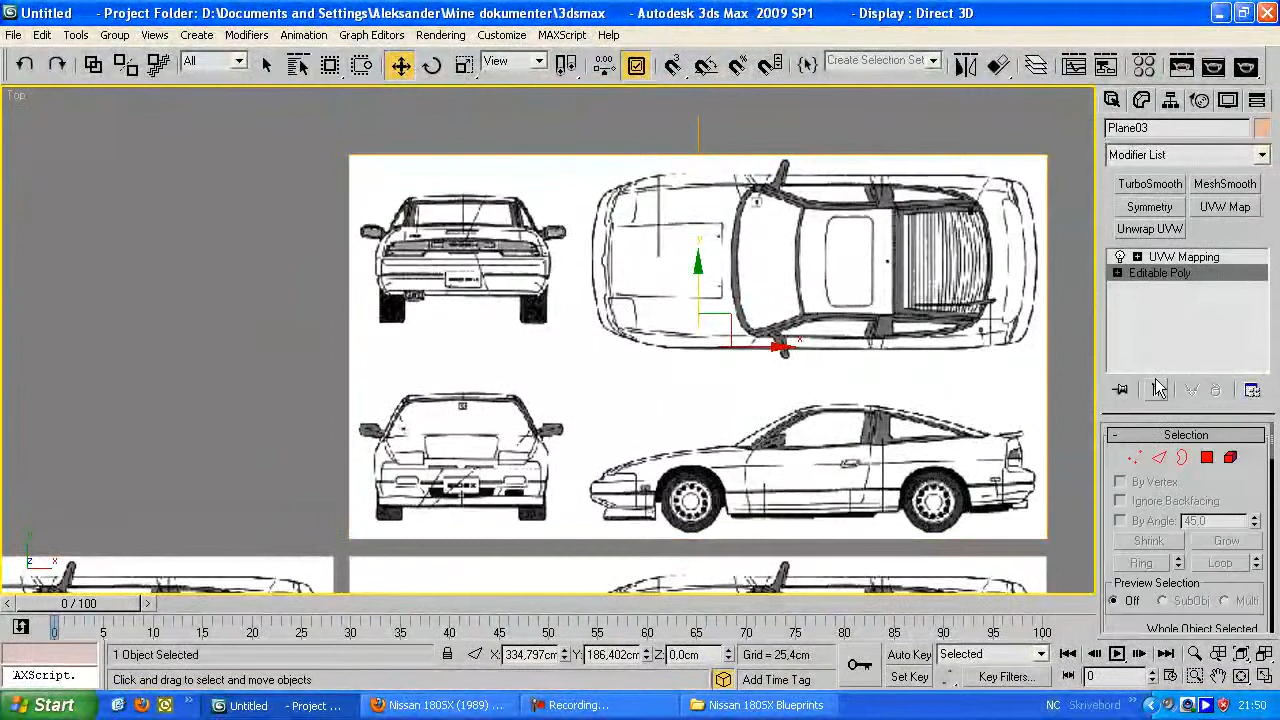 Untitled - Project Folder: D:\Documents and Settings\Aleksander\Mine dokumenter\3dsmax - Autodesk 3ds Max 2009 SP1 - Display : Direct 3D
File Edit Tools Group Views Create Modifiers Animation Graph Editors Rendering Customize MAXScript Help
All View 0.00 Create Selection Set
Top
Plane03
Modifier List
TurboSmooth MeshSmooth
Symmetry UVW Map
Unwrap UVW
UVW Mapping
Editable Poly
- Selection
By Vertex
Ignore Backfacing
By Angle: 45.0
Shrink Grow
Ring Loop
Preview Selection
Off SubObj Multi
Whole Object Selected
y
x
z x
< 0 / 100 >
0 5 10 15 20 25 30 35 40 45 50 55 60 65 70 75 80 85 90 95 100
1 Object Selected X: 334,797cm Y: 186,402cm Z: 0,0cm Grid = 25,4cm Auto Key Selected
AXScript. Click and drag to select and move objects Add Time Tag Set Key Key Filters... 0
Start Untitled - Project ... Nissan 180SX (1989) ... Recording... Nissan 180SX Blueprints NC Skrivebord » 21:50